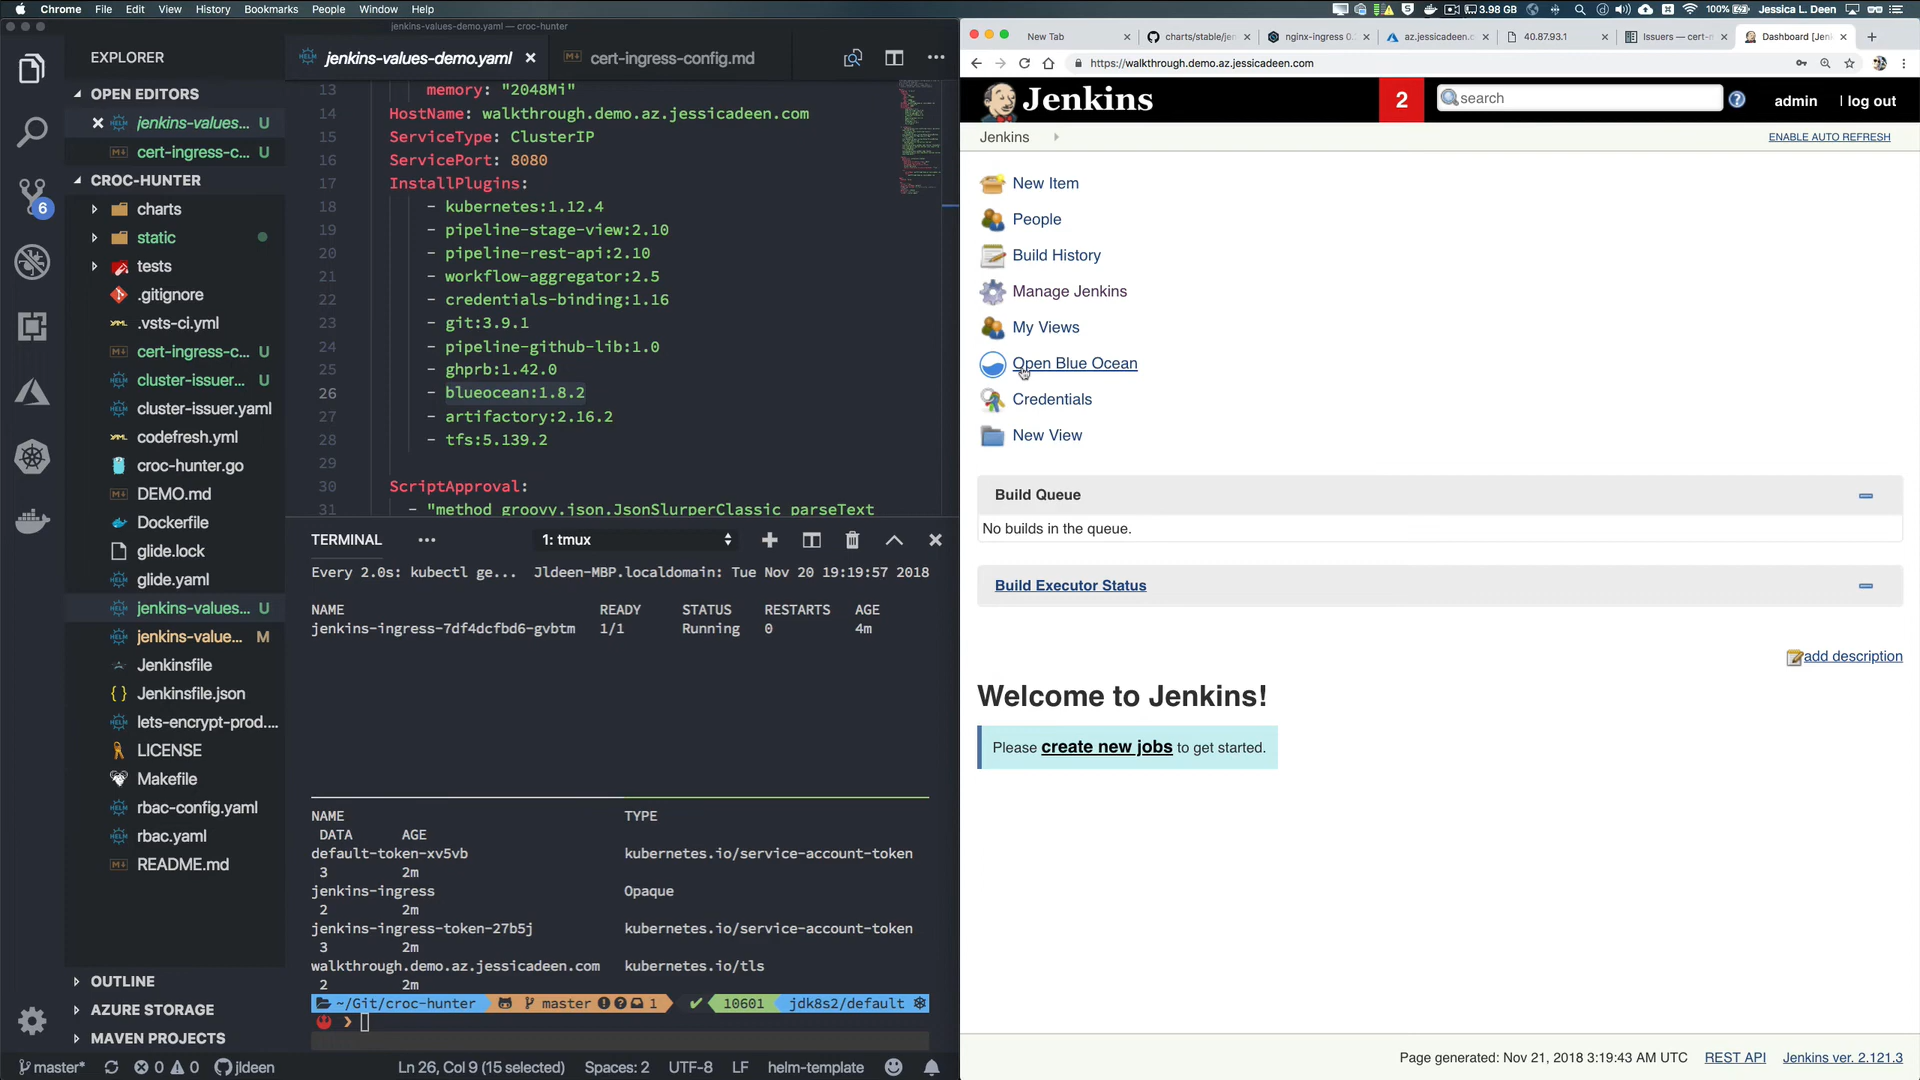 Chrome File Edit View History Bookmarks People Window Help
3.98 GB 100% Jessica L. Deen
jenkins-values-demo.yaml — croc-hunter
EXPLORER
OPEN EDITORS
jenkins-values... U
cert-ingress-c... U
CROC-HUNTER
charts
static
tests
.gitignore
.vsts-ci.yml
cert-ingress-c... U
cluster-issuer... U
cluster-issuer.yaml
codefresh.yml
croc-hunter.go
DEMO.md
Dockerfile
glide.lock
glide.yaml
jenkins-values... U
jenkins-value... M
Jenkinsfile
Jenkinsfile.json
lets-encrypt-prod....
LICENSE
Makefile
rbac-config.yaml
rbac.yaml
README.md
OUTLINE
AZURE STORAGE
MAVEN PROJECTS
6
jenkins-values-demo.yaml
cert-ingress-config.md
13 memory: "2048Mi"
14 HostName: walkthrough.demo.az.jessicadeen.com
15 ServiceType: ClusterIP
16 ServicePort: 8080
17 InstallPlugins:
18 - kubernetes:1.12.4
19 - pipeline-stage-view:2.10
20 - pipeline-rest-api:2.10
21 - workflow-aggregator:2.5
22 - credentials-binding:1.16
23 - git:3.9.1
24 - pipeline-github-lib:1.0
25 - ghprb:1.42.0
26 - blueocean:1.8.2
27 - artifactory:2.16.2
28 - tfs:5.139.2
29
30 ScriptApproval:
31 - "method groovy.json.JsonSlurperClassic parseText
TERMINAL ... 1: tmux
Every 2.0s: kubectl ge... Jldeen-MBP.localdomain: Tue Nov 20 19:19:57 2018
NAME READY STATUS RESTARTS AGE
jenkins-ingress-7df4dcfbd6-gvbtm 1/1 Running 0 4m
NAME TYPE
DATA AGE
default-token-xv5vb kubernetes.io/service-account-token
3 2m
jenkins-ingress Opaque
2 2m
jenkins-ingress-token-27b5j kubernetes.io/service-account-token
3 2m
walkthrough.demo.az.jessicadeen.com kubernetes.io/tls
2 2m
~/Git/croc-hunter master 1 10601 jdk8s2/default
master* 0 0 jldeen Ln 26, Col 9 (15 selected) Spaces: 2 UTF-8 LF helm-template
New Tab charts/stable/jen nginx-ingress 0. az.jessicadeen.c 40.87.93.1 Issuers — cert-m Dashboard [Jen
https://walkthrough.demo.az.jessicadeen.com
Jenkins 2 search admin | log out
Jenkins ENABLE AUTO REFRESH
New Item
People
Build History
Manage Jenkins
My Views
Open Blue Ocean
Credentials
New View
Build Queue
No builds in the queue.
Build Executor Status
add description
Welcome to Jenkins!
Please create new jobs to get started.
Page generated: Nov 21, 2018 3:19:43 AM UTC REST API Jenkins ver. 2.121.3